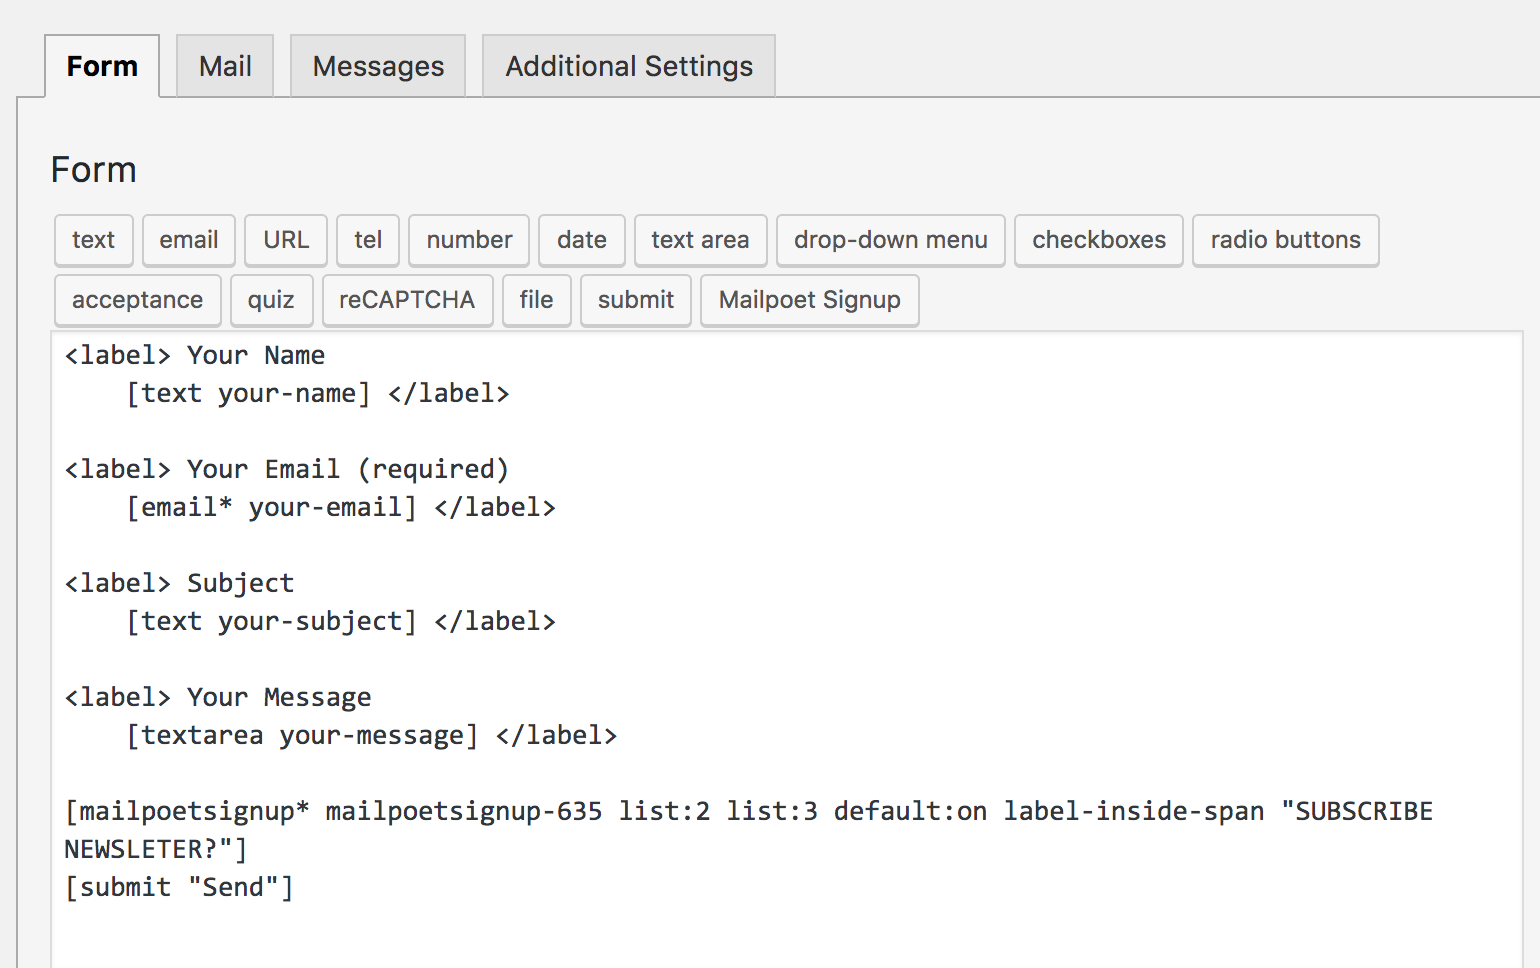 Form Mail Messages Additional Settings
Form
text email URL tel number date text area drop-down menu checkboxes radio buttons
acceptance quiz reCAPTCHA file submit Mailpoet Signup
<label> Your Name
    [text your-name] </label>

<label> Your Email (required)
    [email* your-email] </label>

<label> Subject
    [text your-subject] </label>

<label> Your Message
    [textarea your-message] </label>

[mailpoetsignup* mailpoetsignup-635 list:2 list:3 default:on label-inside-span "SUBSCRIBE
NEWSLETER?"]
[submit "Send"]